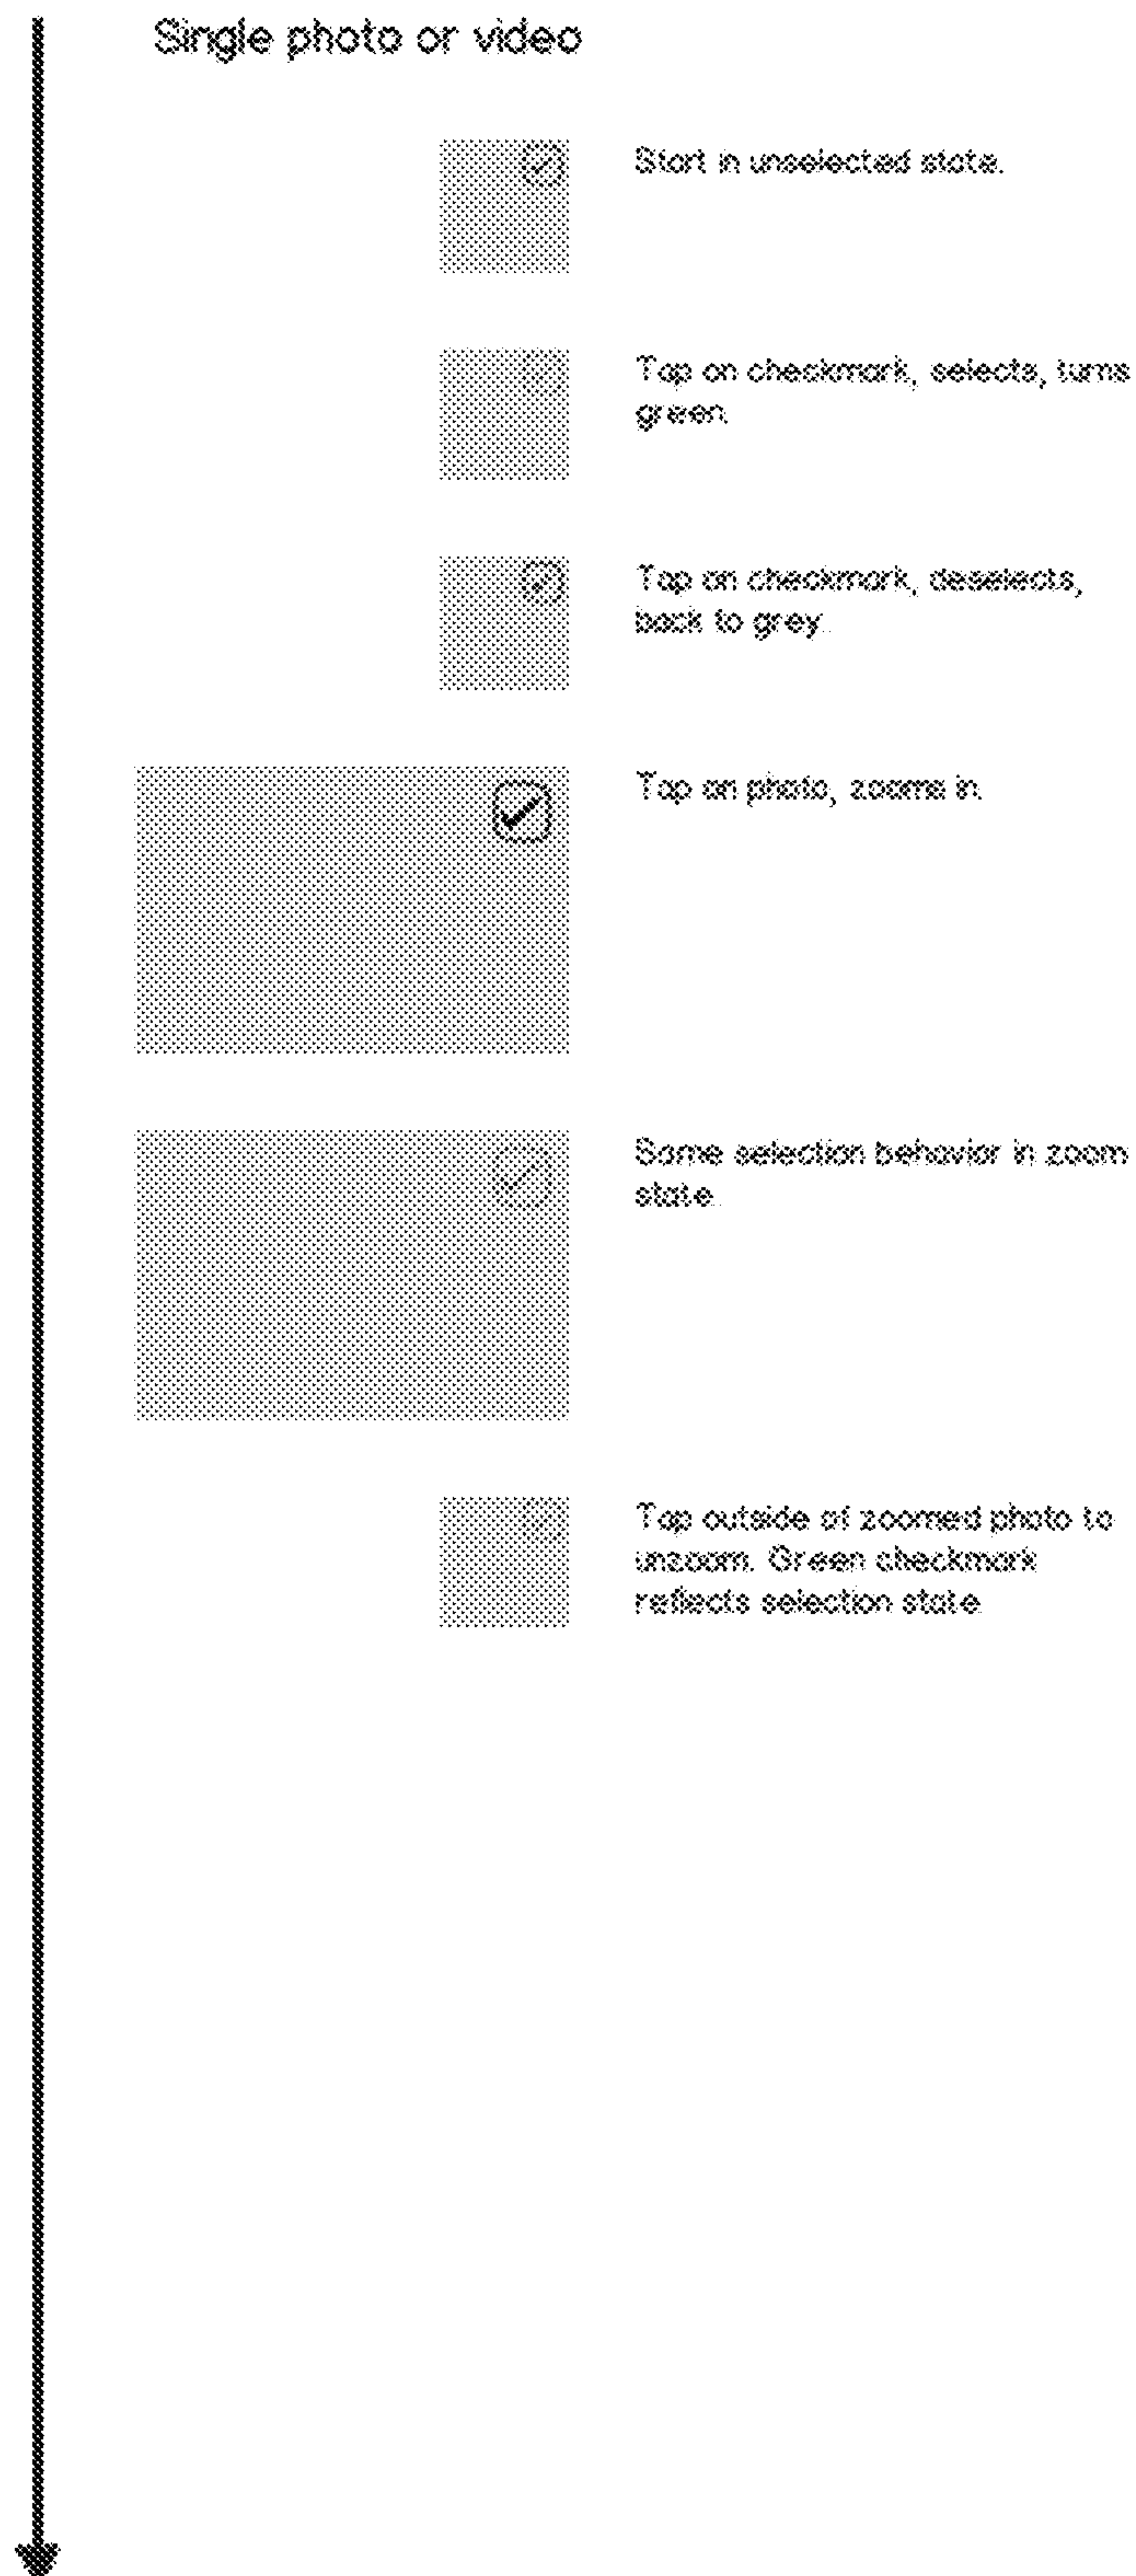 Single photo or video
Start in unselected state.
Tap on checkmark, selects, turns
green.
Tap on checkmark, deselects,
back to grey.
Tap on photo, zooms in.
Same selection behavior in zoom
state.
Tap outside of zoomed photo to
unzoom. Green checkmark
reflects selection state.